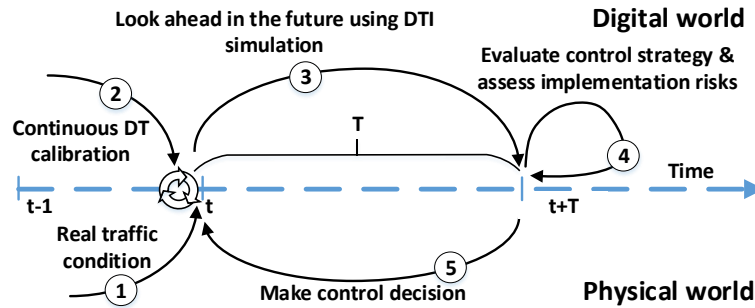 Look ahead in the future using DTI
simulation
Digital world
Evaluate control strategy &
assess implementation risks
2
3
Continuous DT
calibration
T
4
Time
t-1
t
t+T
Real traffic
condition
1
5
Make control decision
Physical world